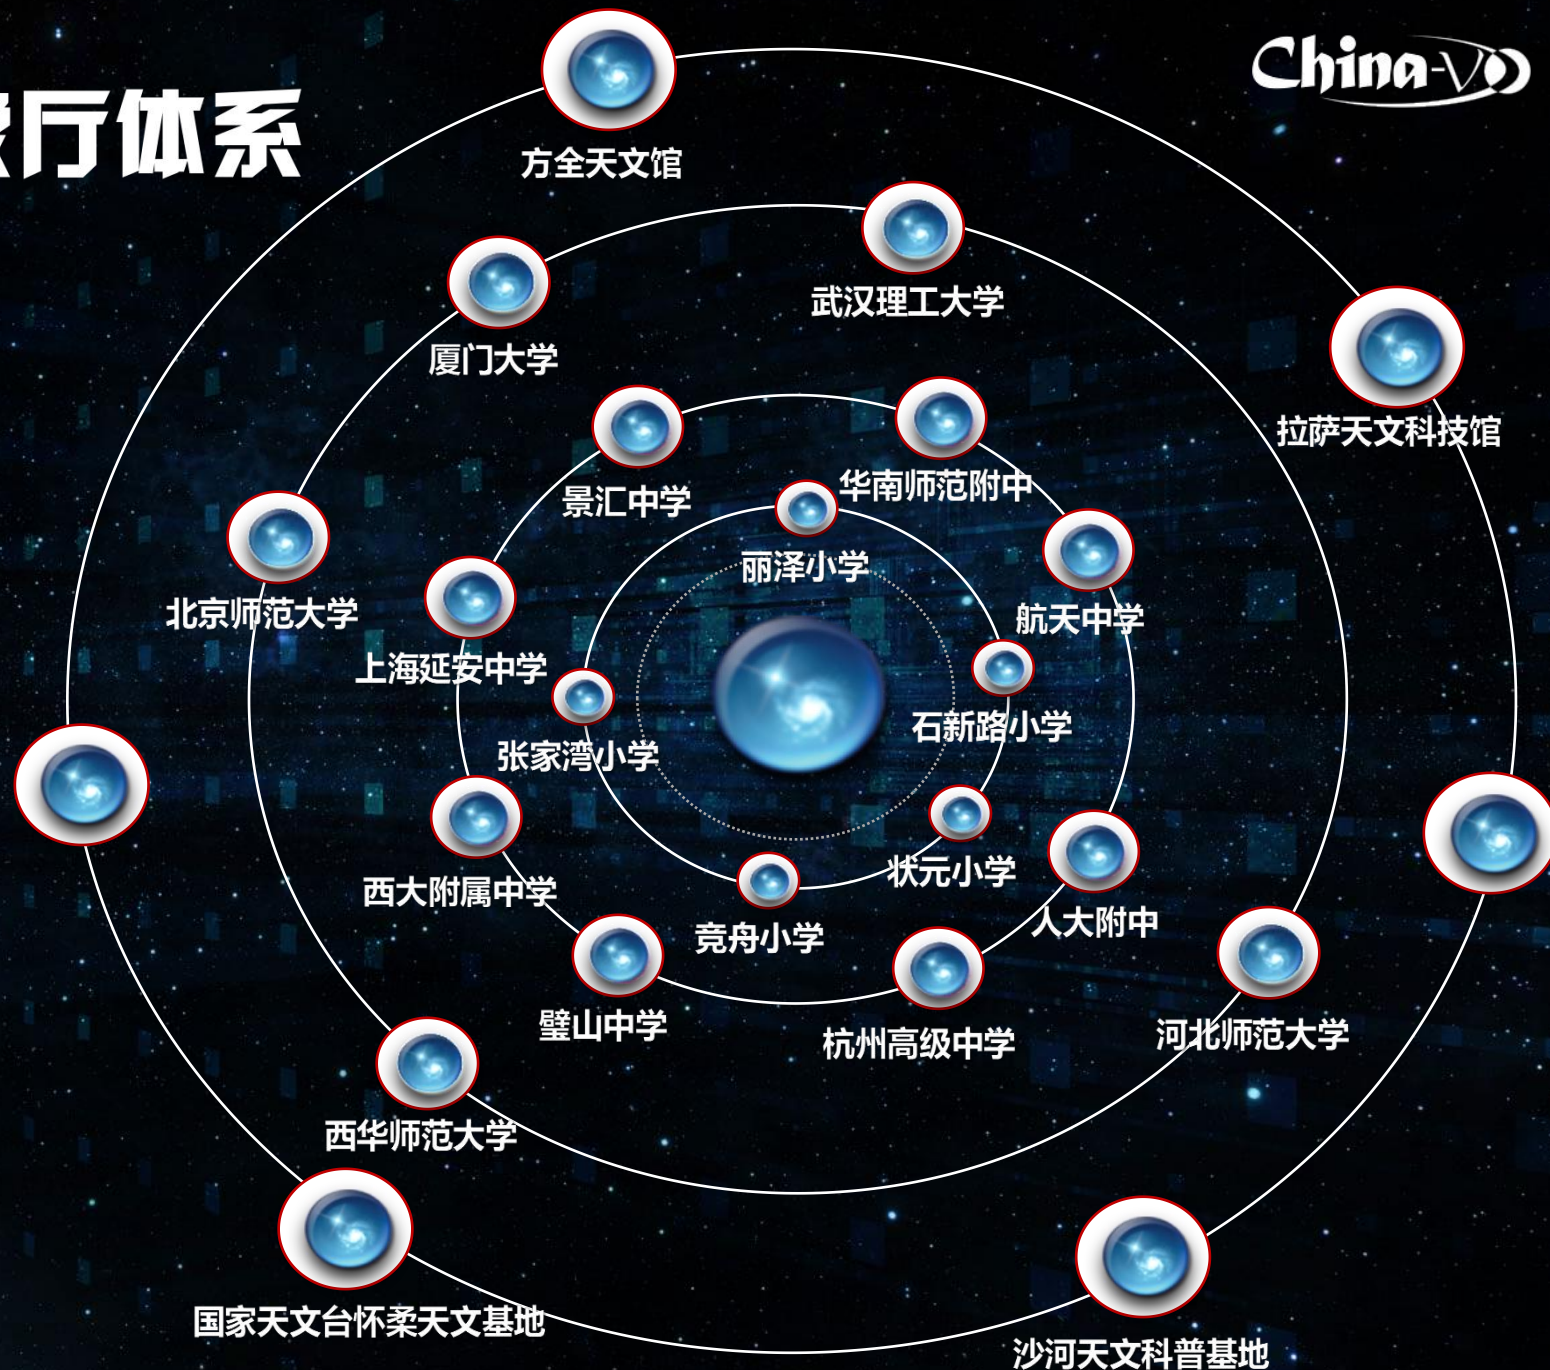 China-VO
厅体系
方全天文馆
武汉理工大学
厦门大学
拉萨天文科技馆
华南师范附中
景汇中学
丽泽小学
北京师范大学
航天中学
上海延安中学
石新路小学
张家湾小学
状元小学
西大附属中学
人大附中
竞舟小学
璧山中学
杭州高级中学
河北师范大学
西华师范大学
国家天文台怀柔天文基地
沙河天文科普基地